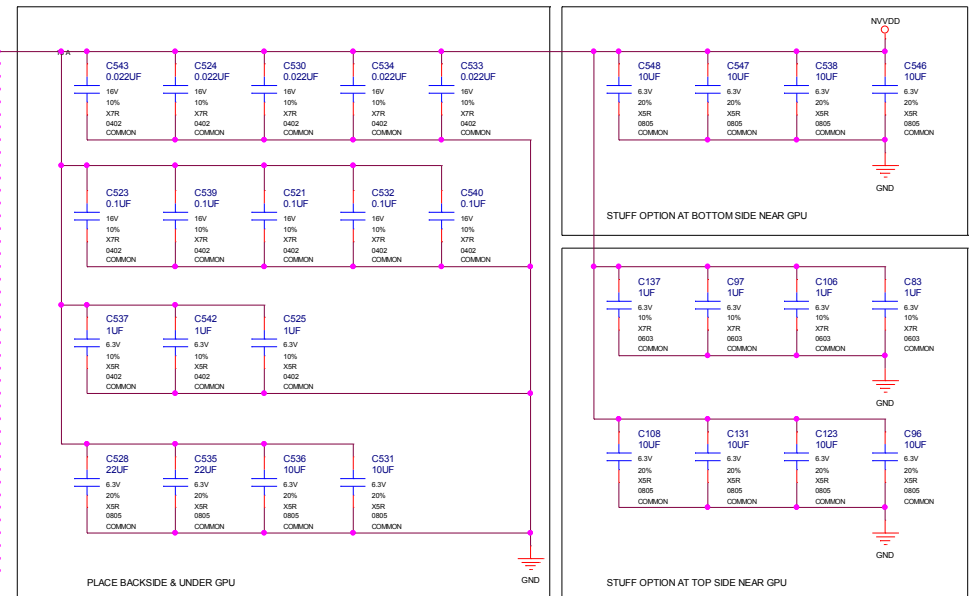 NVVDD
C543
0.022UF
16V
10%
X7R
0402
COMMON
C524
0.022UF
16V
10%
X7R
0402
COMMON
C530
0.022UF
16V
10%
X7R
0402
COMMON
C534
0.022UF
16V
10%
X7R
0402
COMMON
C533
0.022UF
16V
10%
X7R
0402
COMMON
C523
0.1UF
16V
10%
X7R
0402
COMMON
C539
0.1UF
16V
10%
X7R
0402
COMMON
C521
0.1UF
16V
10%
X7R
0402
COMMON
C532
0.1UF
16V
10%
X7R
0402
COMMON
C540
0.1UF
16V
10%
X7R
0402
COMMON
C537
1UF
6.3V
10%
X5R
0402
COMMON
C542
1UF
6.3V
10%
X5R
0402
COMMON
C525
1UF
6.3V
10%
X5R
0402
COMMON
C528
22UF
6.3V
20%
X5R
0805
COMMON
C535
22UF
6.3V
20%
X5R
0805
COMMON
C536
10UF
6.3V
20%
X5R
0805
COMMON
C531
10UF
6.3V
20%
X5R
0805
COMMON
GND
PLACE BACKSIDE & UNDER GPU
C548
10UF
6.3V
20%
X5R
0805
COMMON
C547
10UF
6.3V
20%
X5R
0805
COMMON
C538
10UF
6.3V
20%
X5R
0805
COMMON
C546
10UF
6.3V
20%
X5R
0805
COMMON
GND
STUFF OPTION AT BOTTOM SIDE NEAR GPU
C137
1UF
6.3V
10%
X7R
0603
COMMON
C97
1UF
6.3V
10%
X7R
0603
COMMON
C106
1UF
6.3V
10%
X7R
0603
COMMON
C83
1UF
6.3V
10%
X7R
0603
COMMON
GND
C108
10UF
6.3V
20%
X5R
0805
COMMON
C131
10UF
6.3V
20%
X5R
0805
COMMON
C123
10UF
6.3V
20%
X5R
0805
COMMON
C96
10UF
6.3V
20%
X5R
0805
COMMON
GND
STUFF OPTION AT TOP SIDE NEAR GPU